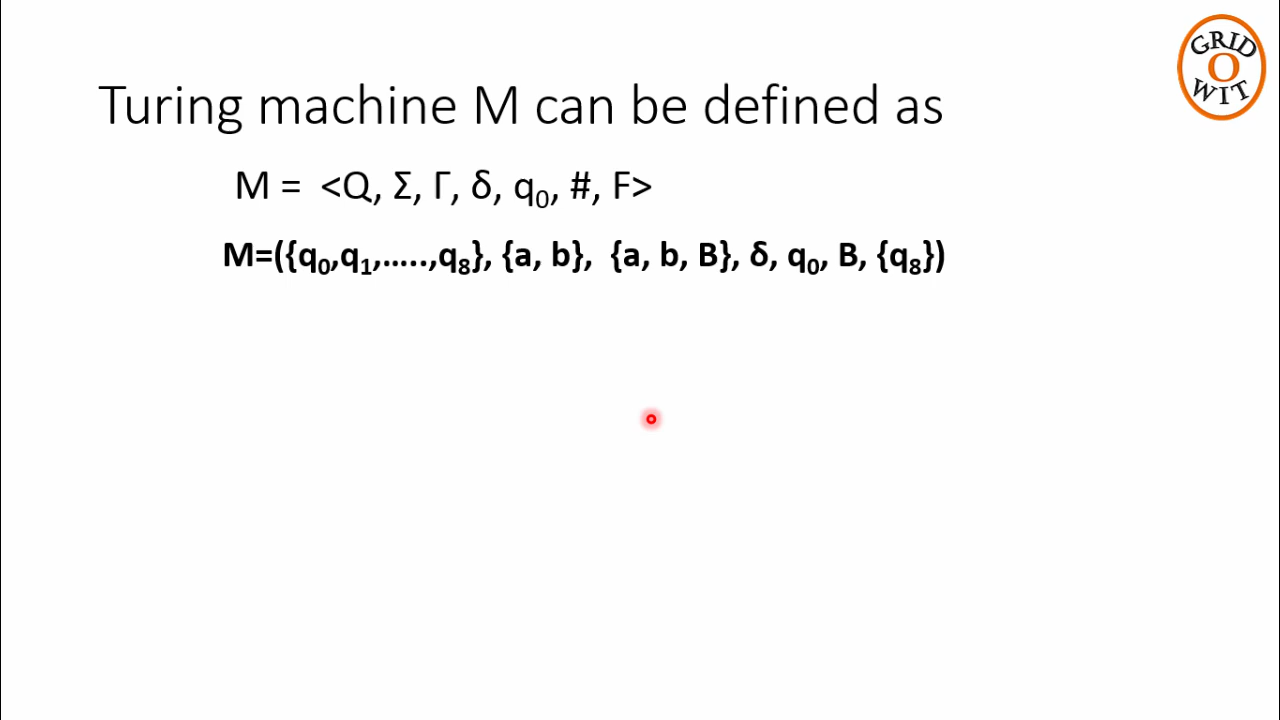 GRID
O
WIT
Turing machine M can be defined as
M = <Q, Σ, Γ, δ, q₀, #, F>
M=({q₀,q₁,.....,q₈}, {a, b}, {a, b, B}, δ, q₀, B, {q₈})